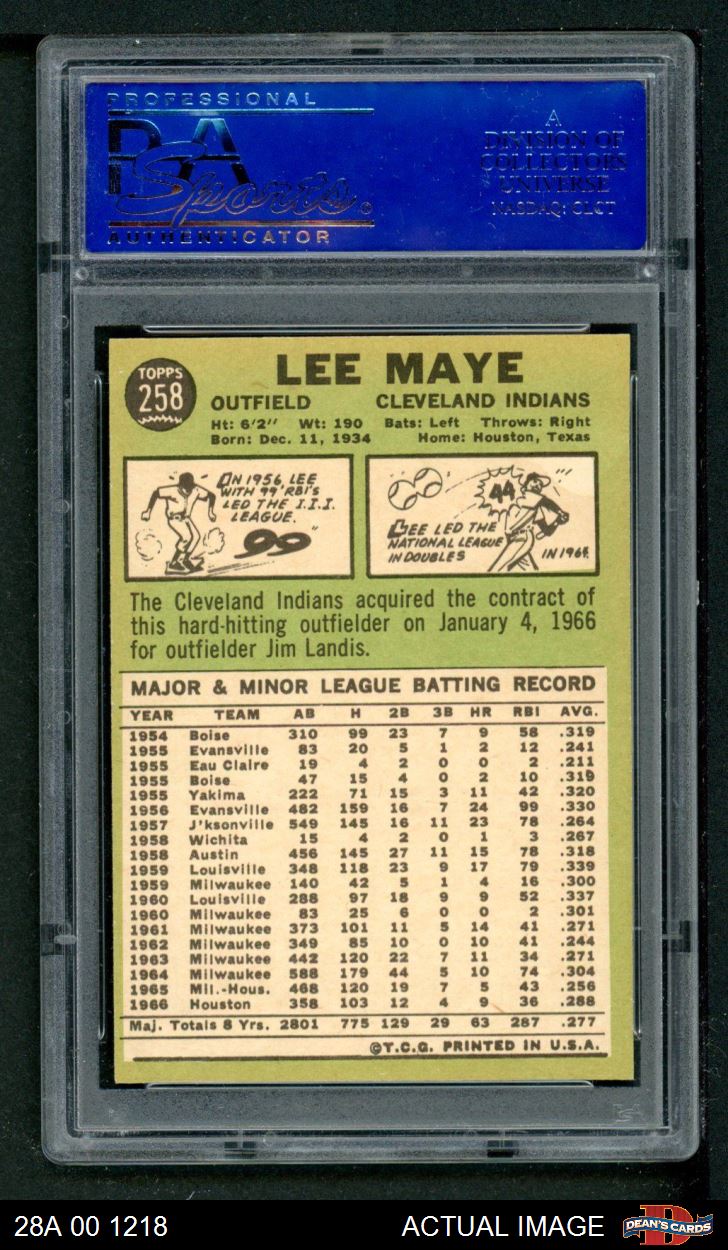 PROFESSIONAL
PSA
Sports
AUTHENTICATOR
A
DIVISION OF
COLLECTORS
UNIVERSE
NASDAQ: CLCT
TOPPS
258
LEE MAYE
OUTFIELD CLEVELAND INDIANS
Ht: 6'2" Wt: 190 Bats: Left Throws: Right
Born: Dec. 11, 1934 Home: Houston, Texas
IN 1956, LEE
WITH 99 "RBI'S"
LED THE I.I.I.
LEAGUE.
99
44
LEE LED THE
NATIONAL LEAGUE
IN DOUBLES
IN 1964
The Cleveland Indians acquired the contract of
this hard-hitting outfielder on January 4, 1966
for outfielder Jim Landis.
MAJOR & MINOR LEAGUE BATTING RECORD
YEAR TEAM AB H 2B 3B HR RBI AVG.
1954 Boise 310 99 23 7 9 58 .319
1955 Evansville 83 20 5 1 2 12 .241
1955 Eau Claire 19 4 2 0 0 2 .211
1955 Boise 47 15 4 0 2 10 .319
1955 Yakima 222 71 15 3 11 42 .320
1956 Evansville 482 159 16 7 24 99 .330
1957 J'ksonville 549 145 16 11 23 78 .264
1958 Wichita 15 4 2 0 1 3 .267
1958 Austin 456 145 27 11 15 78 .318
1959 Louisville 348 118 23 9 17 79 .339
1959 Milwaukee 140 42 5 1 4 16 .300
1960 Louisville 288 97 18 9 9 52 .337
1960 Milwaukee 83 25 6 0 0 2 .301
1961 Milwaukee 373 101 11 5 14 41 .271
1962 Milwaukee 349 85 10 0 10 41 .244
1963 Milwaukee 442 120 22 7 11 34 .271
1964 Milwaukee 588 179 44 5 10 74 .304
1965 Mil.-Hous. 468 120 19 7 5 43 .256
1966 Houston 358 103 12 4 9 36 .288
Maj. Totals 8 Yrs. 2801 775 129 29 63 287 .277
©T.C.G. PRINTED IN U.S.A.
28A 00 1218 ACTUAL IMAGE
D
DEAN'S CARDS